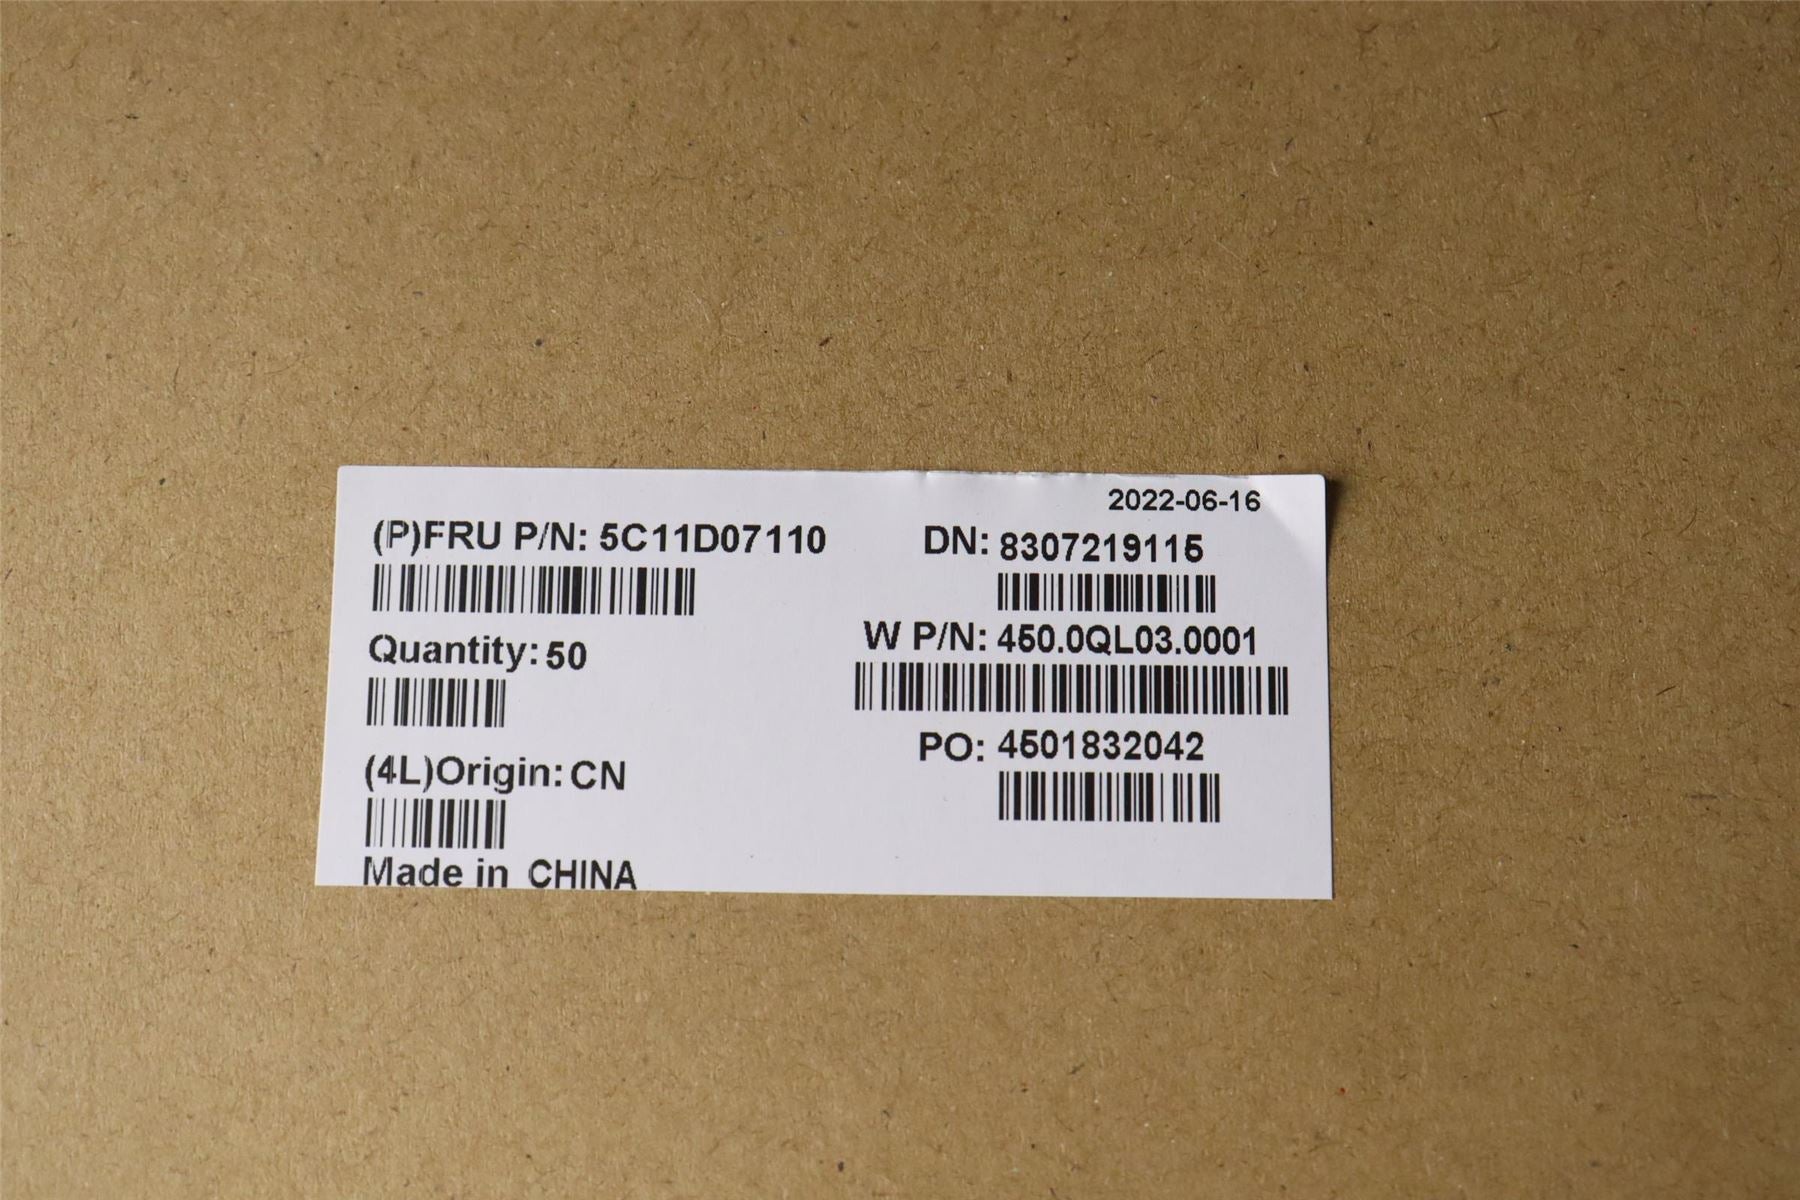 2022-06-16
(P)FRU P/N: 5C11D07110
DN: 8307219115
W P/N: 450.0QL03.0001
Quantity: 50
PO: 4501832042
(4L)Origin: CN
Made in CHINA